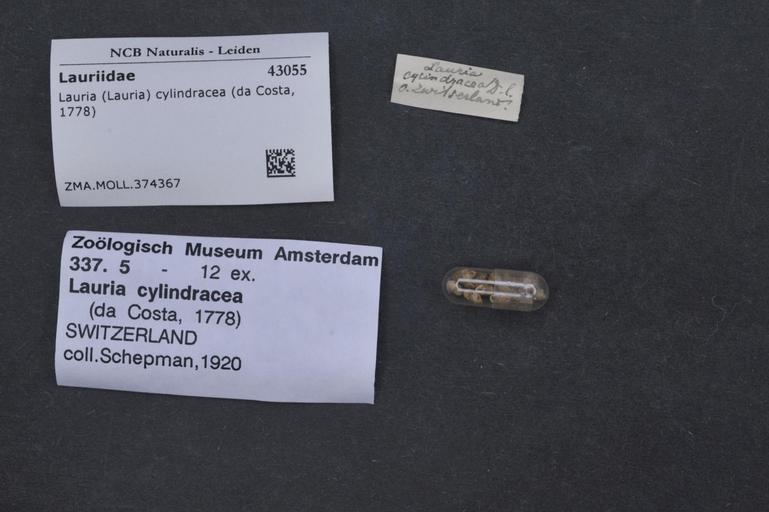 NCB Naturalis - Leiden
Lauriidae 43055
Lauria (Lauria) cylindracea (da Costa,
1778)
ZMA.MOLL.374367
Lauria
cylindracea D. C.
O. Zwitserland?
Zoölogisch Museum Amsterdam
337. 5 - 12 ex.
Lauria cylindracea
(da Costa, 1778)
SWITZERLAND
coll.Schepman,1920